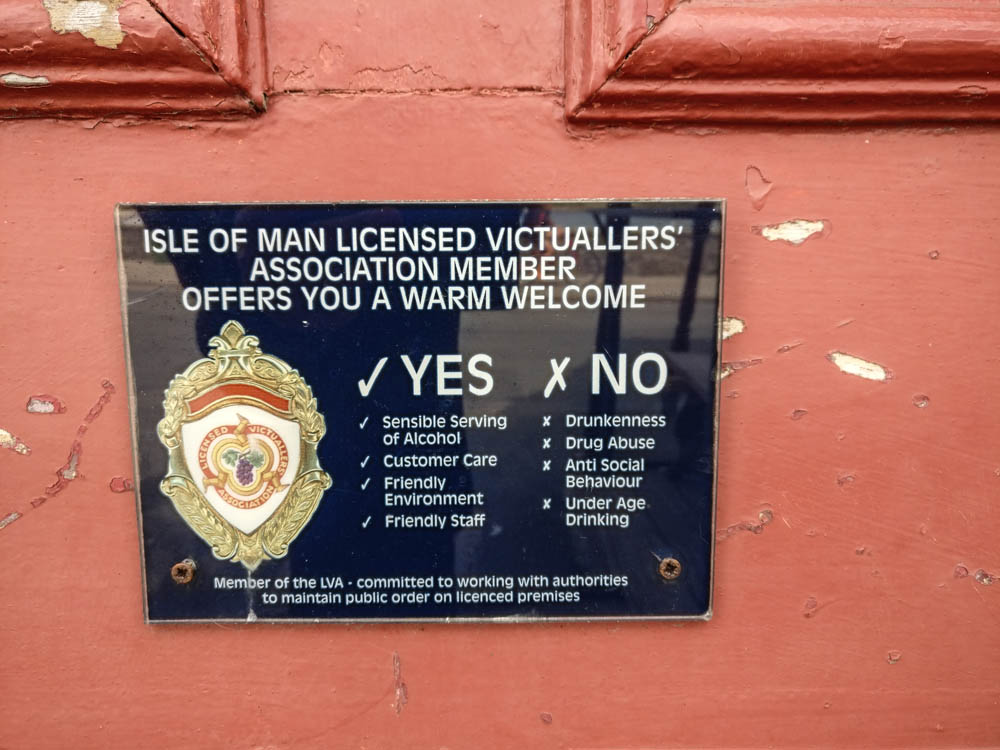 ISLE OF MAN LICENSED VICTUALLERS'
ASSOCIATION MEMBER
OFFERS YOU A WARM WELCOME
LICENSED VICTUALLERS
ASSOCIATION
✓ YES
✓ Sensible Serving
of Alcohol
✓ Customer Care
✓ Friendly
Environment
✓ Friendly Staff
✗ NO
✗ Drunkenness
✗ Drug Abuse
✗ Anti Social
Behaviour
✗ Under Age
Drinking
Member of the LVA - committed to working with authorities
to maintain public order on licenced premises